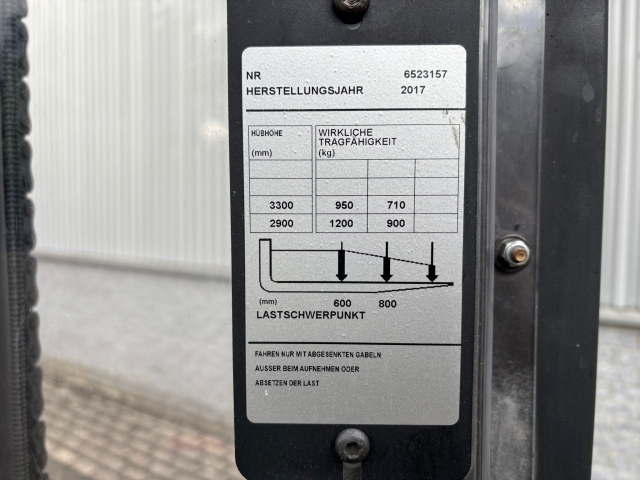 NR 6523157
HERSTELLUNGSJAHR 2017
HUBHÖHE WIRKLICHE
TRAGFÄHIGKEIT
(mm) (kg)
3300 950 710
2900 1200 900
(mm) 600 800
LASTSCHWERPUNKT
FAHREN NUR MIT ABGESENKTEN GABELN
AUSSER BEIM AUFNEHMEN ODER
ABSETZEN DER LAST